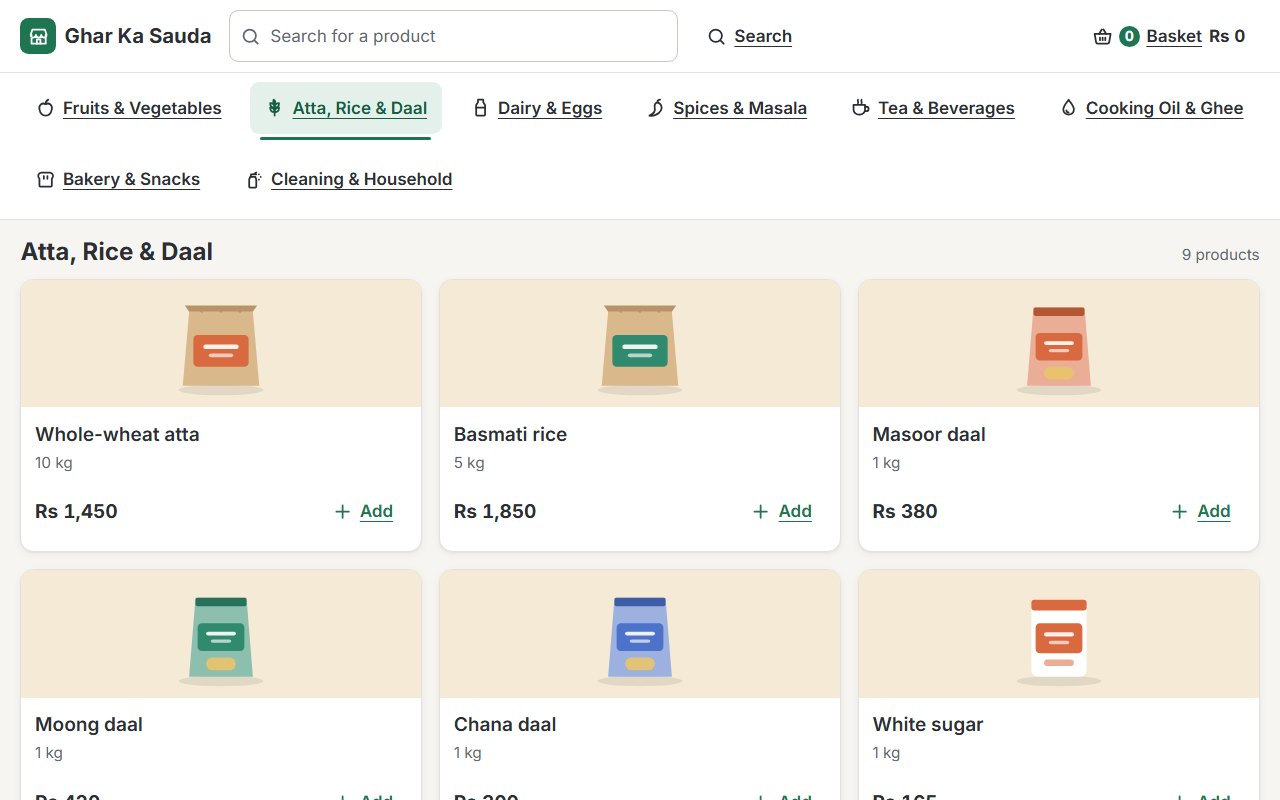 Ghar Ka Sauda
Search for a product
Search
0 Basket Rs 0
Fruits & Vegetables
Atta, Rice & Daal
Dairy & Eggs
Spices & Masala
Tea & Beverages
Cooking Oil & Ghee
Bakery & Snacks
Cleaning & Household
Atta, Rice & Daal
9 products
Whole-wheat atta
10 kg
Rs 1,450
Add
Basmati rice
5 kg
Rs 1,850
Add
Masoor daal
1 kg
Rs 380
Add
Moong daal
1 kg
Chana daal
1 kg
White sugar
1 kg